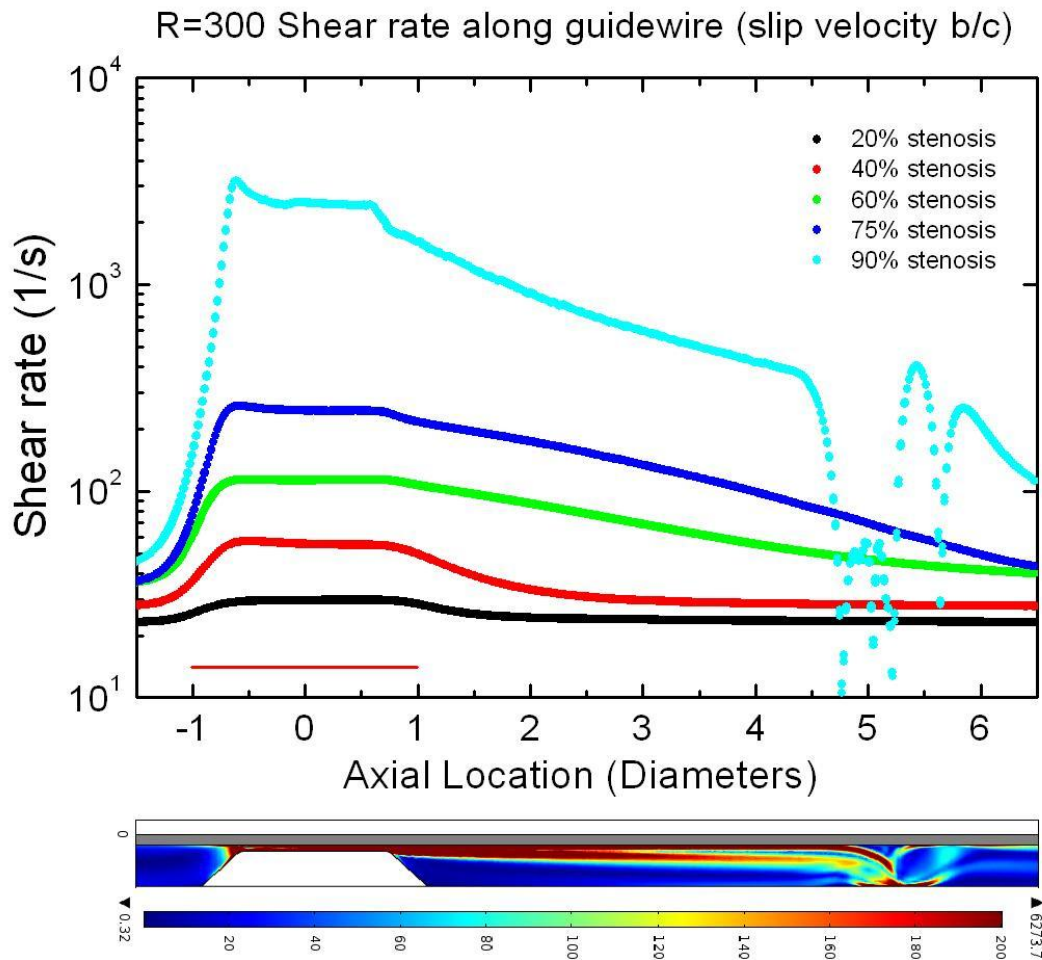 R=300 Shear rate along guidewire (slip velocity b/c)
10^4
10^3
10^2
10^1
Shear rate (1/s)
20% stenosis
40% stenosis
60% stenosis
75% stenosis
90% stenosis
-1 0 1 2 3 4 5 6
Axial Location (Diameters)
0
▼ 0.32 20 40 60 80 100 120 140 160 180 200 ▲ 6273.7